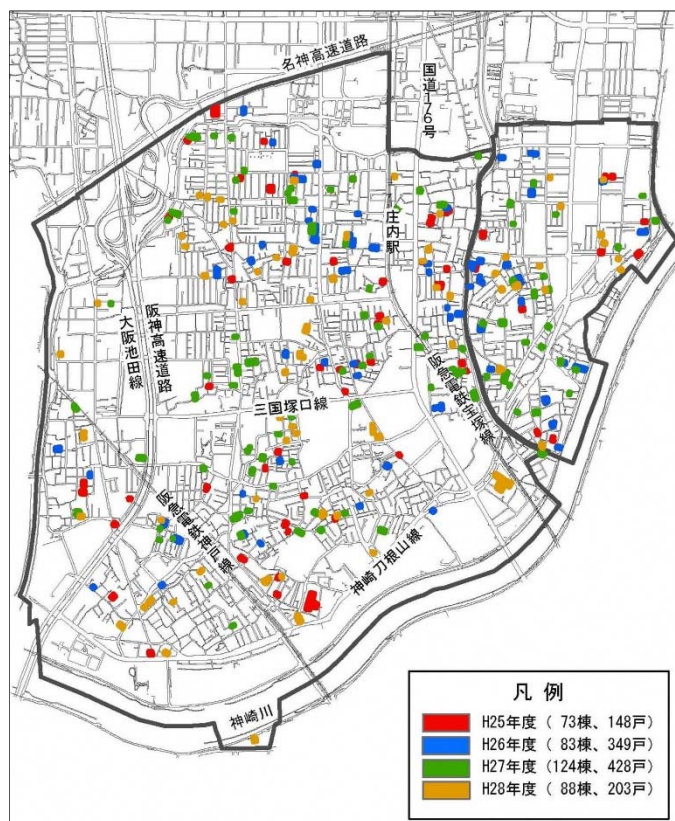 名神高速道路
国道176号
庄内駅
阪神高速道路
大阪池田線
阪急電鉄宝塚線
三国塚口線
阪急電鉄神戸線
神崎刀根山線
神崎川
凡 例
H25年度 ( 73棟、148戸)
H26年度 ( 83棟、349戸)
H27年度 (124棟、428戸)
H28年度 ( 88棟、203戸)